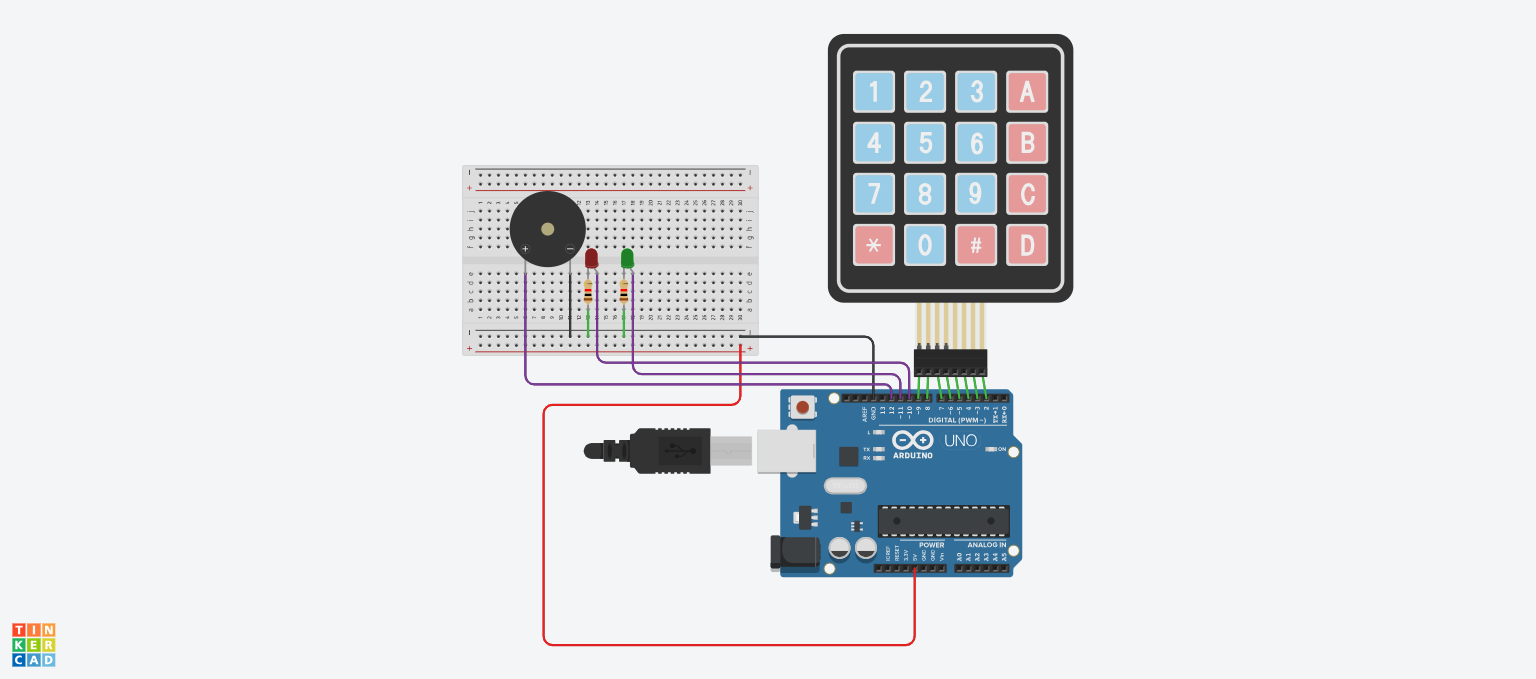 1 2 3 A
4 5 6 B
7 8 9 C
* 0 # D
AREF
GND
13
12
~11
~10
~9
8
7
~6
~5
4
~3
2
TX→1
RX←0
DIGITAL (PWM~)
L
TX
RX
ARDUINO
UNO
ON
POWER
ANALOG IN
IOREF
RESET
3.3V
5V
GND
GND
Vin
A0
A1
A2
A3
A4
A5
TIN
KER
CAD